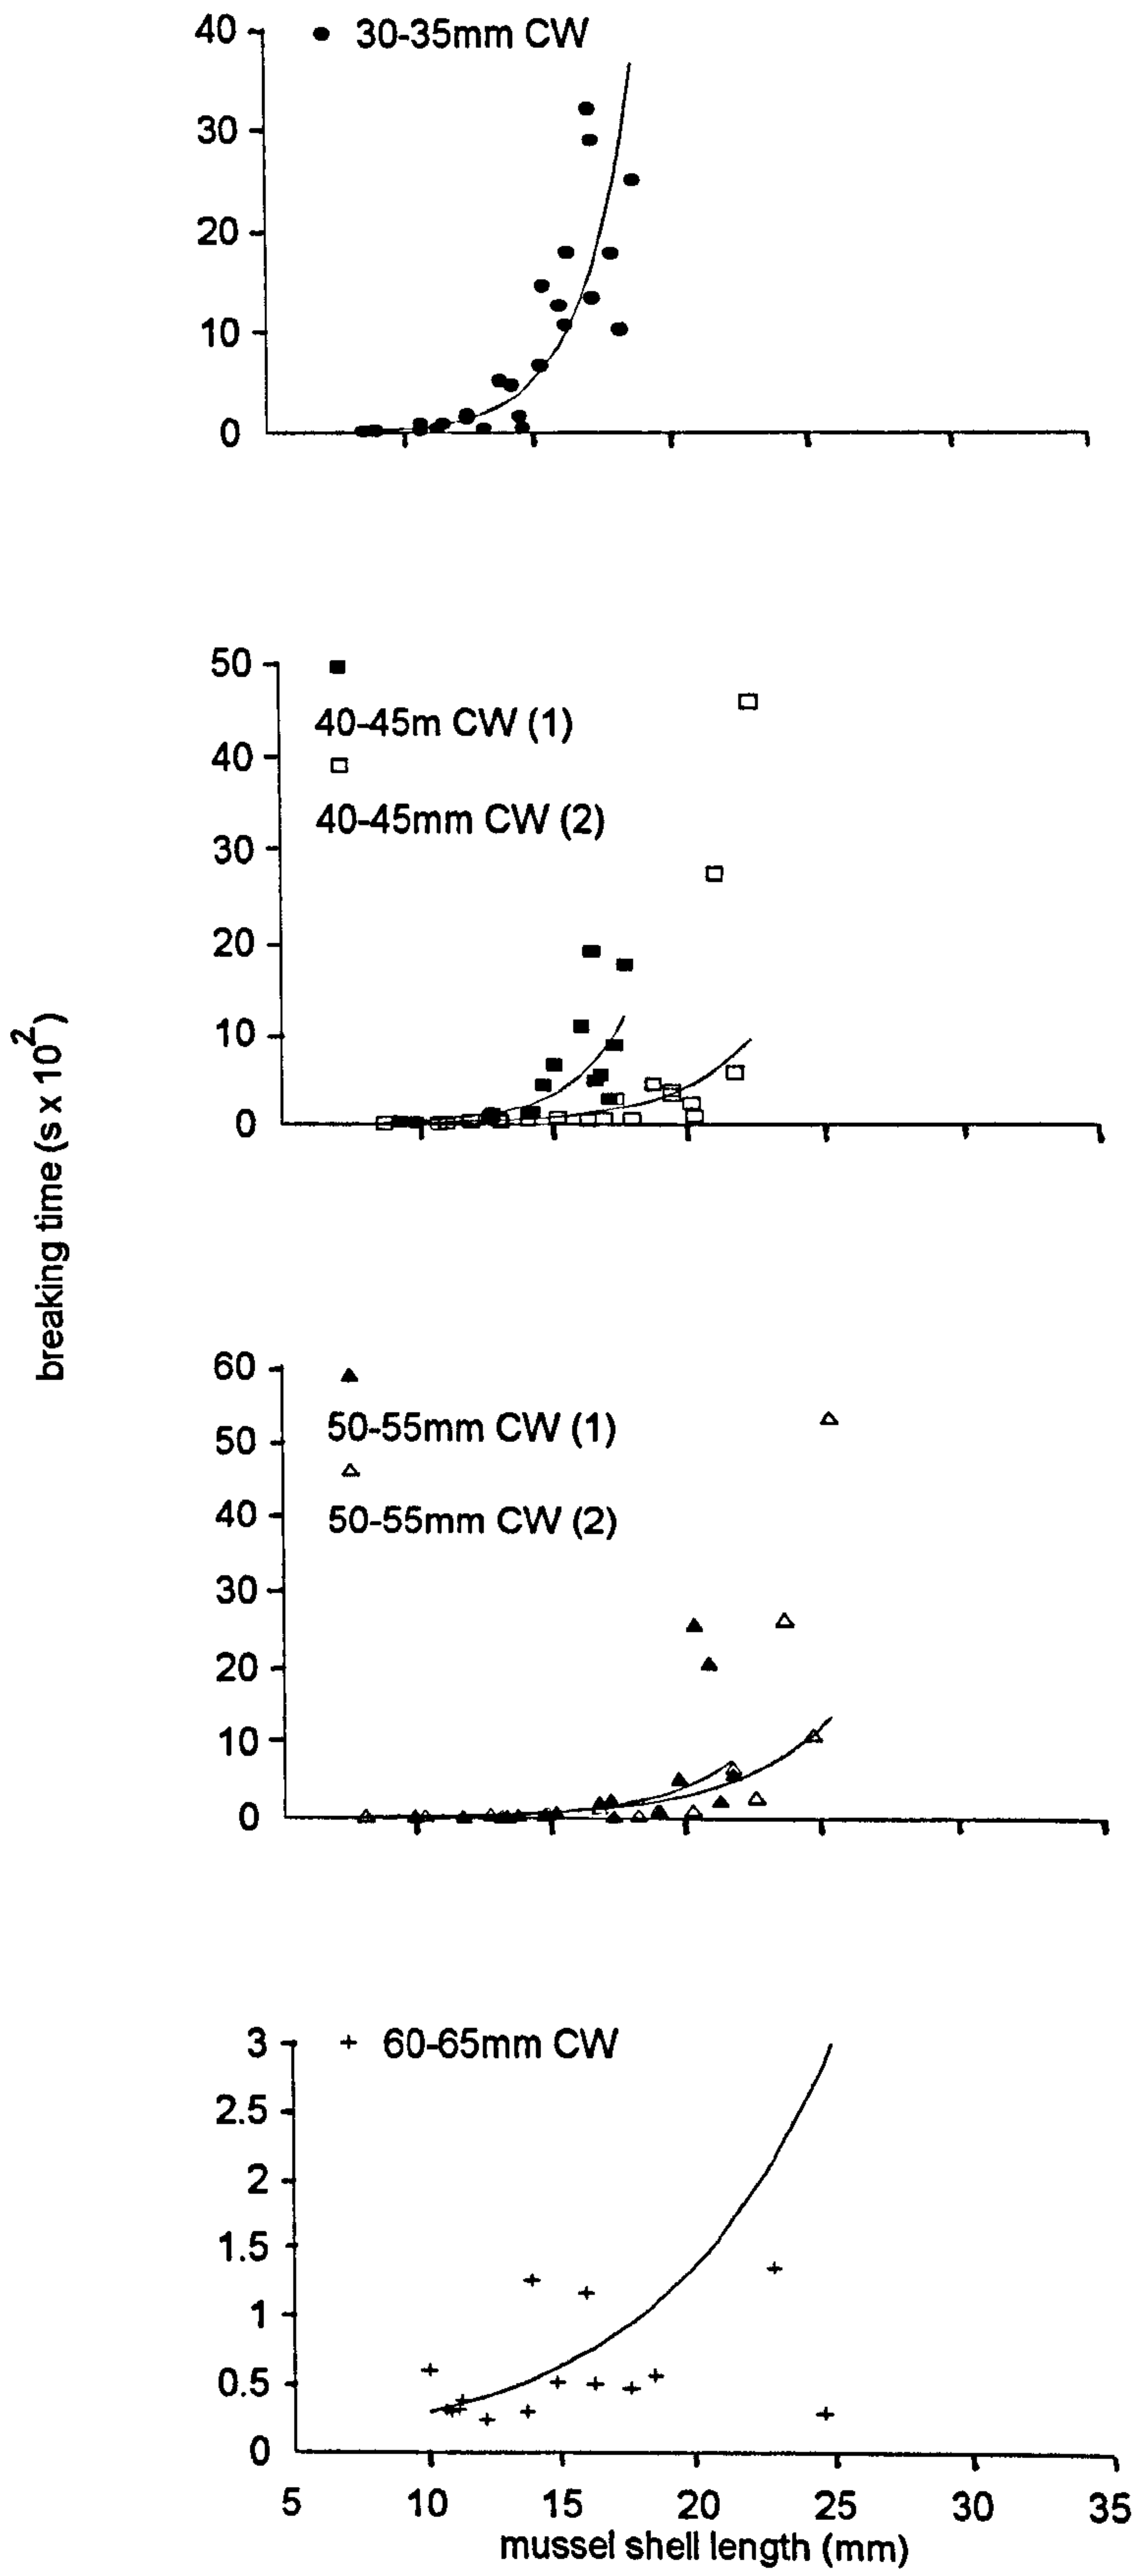 breaking time (s x 10²)
40
30
20
10
0
30-35mm CW
50
40
30
20
10
0
40-45m CW (1)
40-45mm CW (2)
60
50
40
30
20
10
0
50-55mm CW (1)
50-55mm CW (2)
3
2.5
2
1.5
1
0.5
0
60-65mm CW
5 10 15 20 25 30 35
mussel shell length (mm)